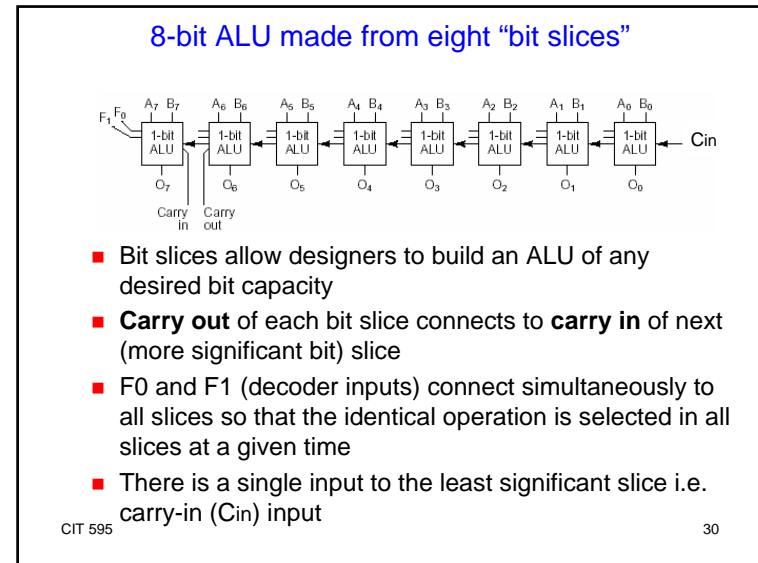 8-bit ALU made from eight “bit slices”
F₁ F₀ A₇ B₇ A₆ B₆ A₅ B₅ A₄ B₄ A₃ B₃ A₂ B₂ A₁ B₁ A₀ B₀
1-bit 1-bit 1-bit 1-bit 1-bit 1-bit 1-bit 1-bit
ALU ALU ALU ALU ALU ALU ALU ALU Cin
O₇ O₆ O₅ O₄ O₃ O₂ O₁ O₀
Carry Carry
in out
Bit slices allow designers to build an ALU of any
desired bit capacity
Carry out of each bit slice connects to carry in of next
(more significant bit) slice
F0 and F1 (decoder inputs) connect simultaneously to
all slices so that the identical operation is selected in all
slices at a given time
There is a single input to the least significant slice i.e.
carry-in (Cin) input
CIT 595 30